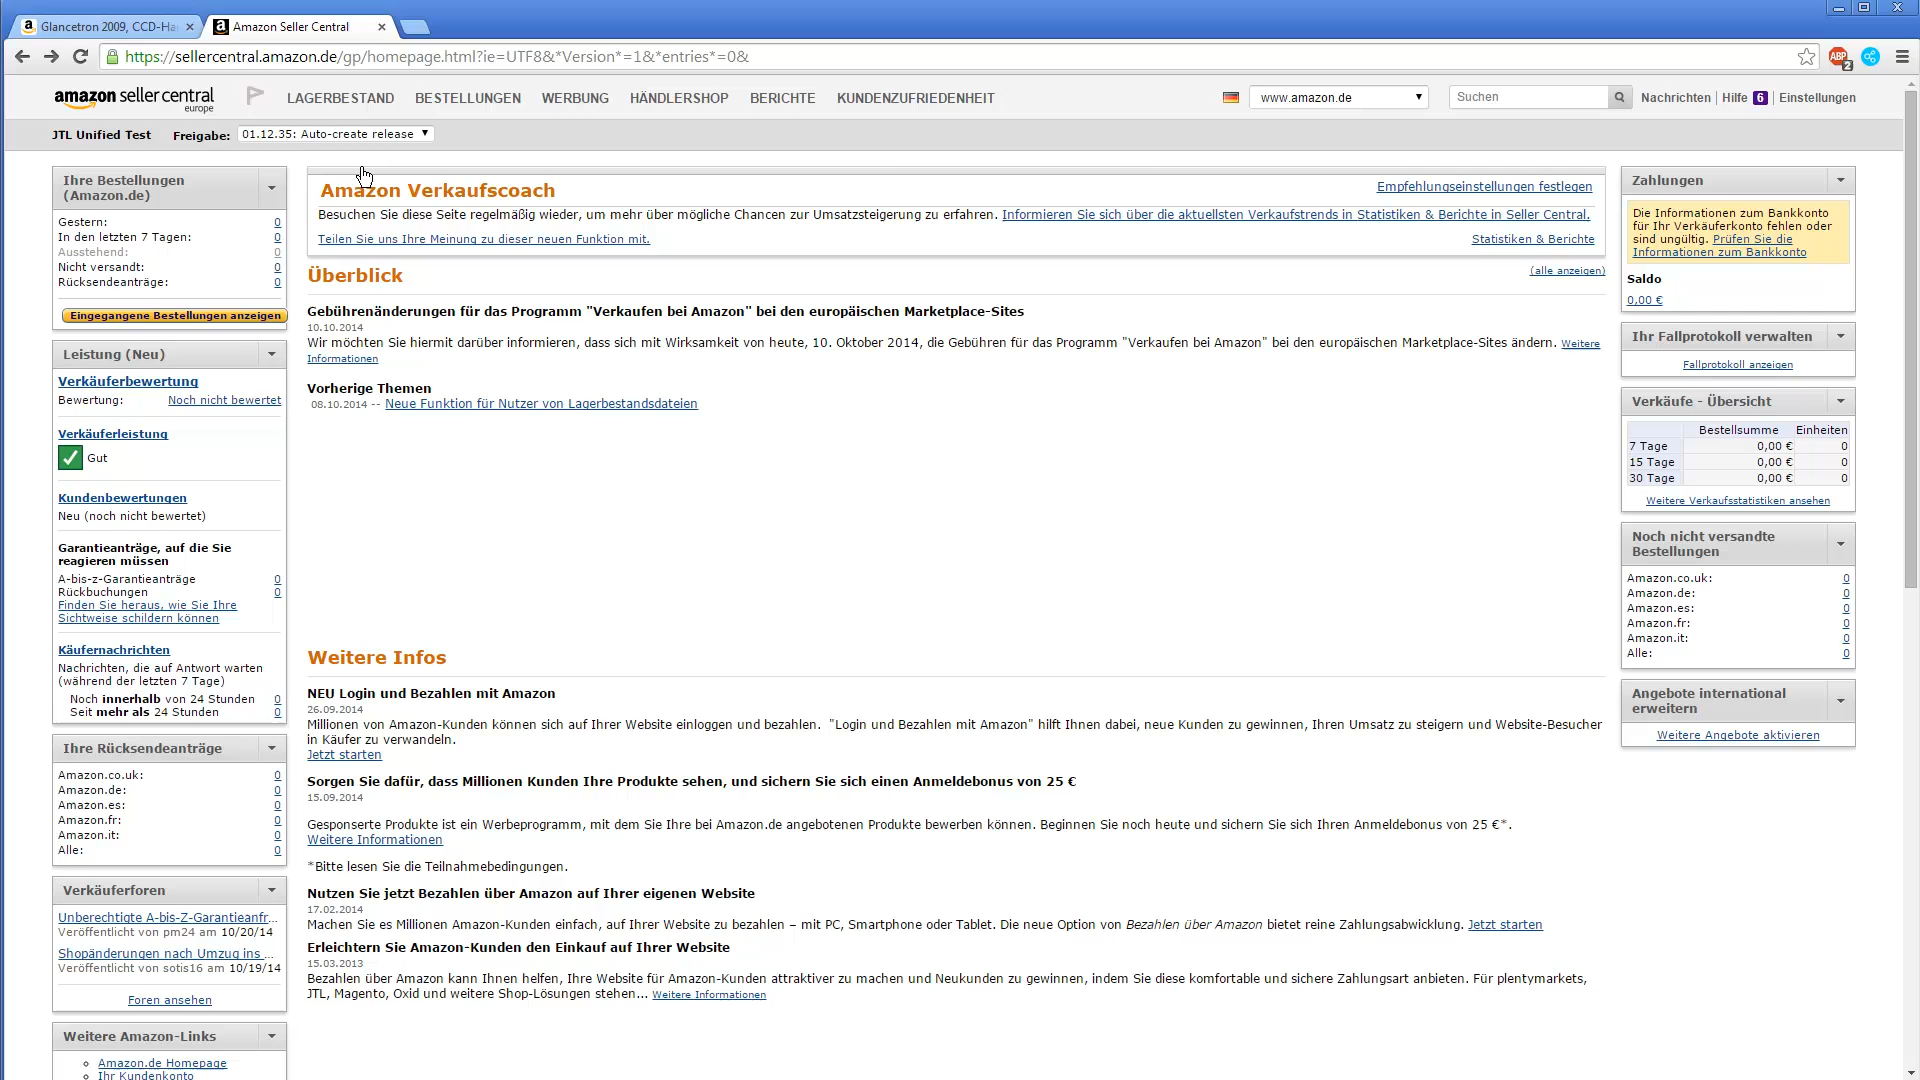 Glancetron 2009, CCD-Ha
Amazon Seller Central
https://sellercentral.amazon.de/gp/homepage.html?ie=UTF8&*Version*=1&*entries*=0&
ABP
2
amazon seller central
europe
LAGERBESTAND BESTELLUNGEN WERBUNG HÄNDLERSHOP BERICHTE KUNDENZUFRIEDENHEIT
www.amazon.de
Suchen
Nachrichten | Hilfe 6 | Einstellungen
JTL Unified Test Freigabe: 01.12.35: Auto-create release
Ihre Bestellungen
(Amazon.de)
Gestern: 0
In den letzten 7 Tagen: 0
Ausstehend: 0
Nicht versandt: 0
Rücksendeanträge: 0
Eingegangene Bestellungen anzeigen
Leistung (Neu)
Verkäuferbewertung
Bewertung: Noch nicht bewertet
Verkäuferleistung
Gut
Kundenbewertungen
Neu (noch nicht bewertet)
Garantieanträge, auf die Sie
reagieren müssen
A-bis-z-Garantieanträge 0
Rückbuchungen 0
Finden Sie heraus, wie Sie Ihre
Sichtweise schildern können
Käufernachrichten
Nachrichten, die auf Antwort warten
(während der letzten 7 Tage)
Noch innerhalb von 24 Stunden 0
Seit mehr als 24 Stunden 0
Ihre Rücksendeanträge
Amazon.co.uk: 0
Amazon.de: 0
Amazon.es: 0
Amazon.fr: 0
Amazon.it: 0
Alle: 0
Verkäuferforen
Unberechtigte A-bis-Z-Garantieanfr...
Veröffentlicht von pm24 am 10/20/14
Shopänderungen nach Umzug ins ...
Veröffentlicht von sotis16 am 10/19/14
Foren ansehen
Weitere Amazon-Links
Amazon.de Homepage
Ihr Kundenkonto
Amazon Verkaufscoach
Empfehlungseinstellungen festlegen
Besuchen Sie diese Seite regelmäßig wieder, um mehr über mögliche Chancen zur Umsatzsteigerung zu erfahren. Informieren Sie sich über die aktuellsten Verkaufstrends in Statistiken & Berichte in Seller Central.
Teilen Sie uns Ihre Meinung zu dieser neuen Funktion mit.
Statistiken & Berichte
Überblick
(alle anzeigen)
Gebührenänderungen für das Programm "Verkaufen bei Amazon" bei den europäischen Marketplace-Sites
10.10.2014
Wir möchten Sie hiermit darüber informieren, dass sich mit Wirksamkeit von heute, 10. Oktober 2014, die Gebühren für das Programm "Verkaufen bei Amazon" bei den europäischen Marketplace-Sites ändern. Weitere
Informationen
Vorherige Themen
08.10.2014 -- Neue Funktion für Nutzer von Lagerbestandsdateien
Weitere Infos
NEU Login und Bezahlen mit Amazon
26.09.2014
Millionen von Amazon-Kunden können sich auf Ihrer Website einloggen und bezahlen. "Login und Bezahlen mit Amazon" hilft Ihnen dabei, neue Kunden zu gewinnen, Ihren Umsatz zu steigern und Website-Besucher
in Käufer zu verwandeln.
Jetzt starten
Sorgen Sie dafür, dass Millionen Kunden Ihre Produkte sehen, und sichern Sie sich einen Anmeldebonus von 25 €
15.09.2014
Gesponserte Produkte ist ein Werbeprogramm, mit dem Sie Ihre bei Amazon.de angebotenen Produkte bewerben können. Beginnen Sie noch heute und sichern Sie sich Ihren Anmeldebonus von 25 €*.
Weitere Informationen
*Bitte lesen Sie die Teilnahmebedingungen.
Nutzen Sie jetzt Bezahlen über Amazon auf Ihrer eigenen Website
17.02.2014
Machen Sie es Millionen Amazon-Kunden einfach, auf Ihrer Website zu bezahlen – mit PC, Smartphone oder Tablet. Die neue Option von Bezahlen über Amazon bietet reine Zahlungsabwicklung. Jetzt starten
Erleichtern Sie Amazon-Kunden den Einkauf auf Ihrer Website
15.03.2013
Bezahlen über Amazon kann Ihnen helfen, Ihre Website für Amazon-Kunden attraktiver zu machen und Neukunden zu gewinnen, indem Sie diese komfortable und sichere Zahlungsart anbieten. Für plentymarkets,
JTL, Magento, Oxid und weitere Shop-Lösungen stehen... Weitere Informationen
Zahlungen
Die Informationen zum Bankkonto
für Ihr Verkäuferkonto fehlen oder
sind ungültig. Prüfen Sie die
Informationen zum Bankkonto
Saldo
0,00 €
Ihr Fallprotokoll verwalten
Fallprotokoll anzeigen
Verkäufe - Übersicht
Bestellsumme Einheiten
7 Tage 0,00 € 0
15 Tage 0,00 € 0
30 Tage 0,00 € 0
Weitere Verkaufsstatistiken ansehen
Noch nicht versandte
Bestellungen
Amazon.co.uk: 0
Amazon.de: 0
Amazon.es: 0
Amazon.fr: 0
Amazon.it: 0
Alle: 0
Angebote international
erweitern
Weitere Angebote aktivieren